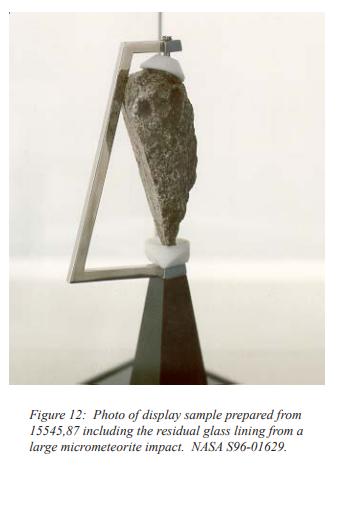 Figure 12:  Photo of display sample prepared from
15545,87 including the residual glass lining from a
large micrometeorite impact.  NASA S96-01629.